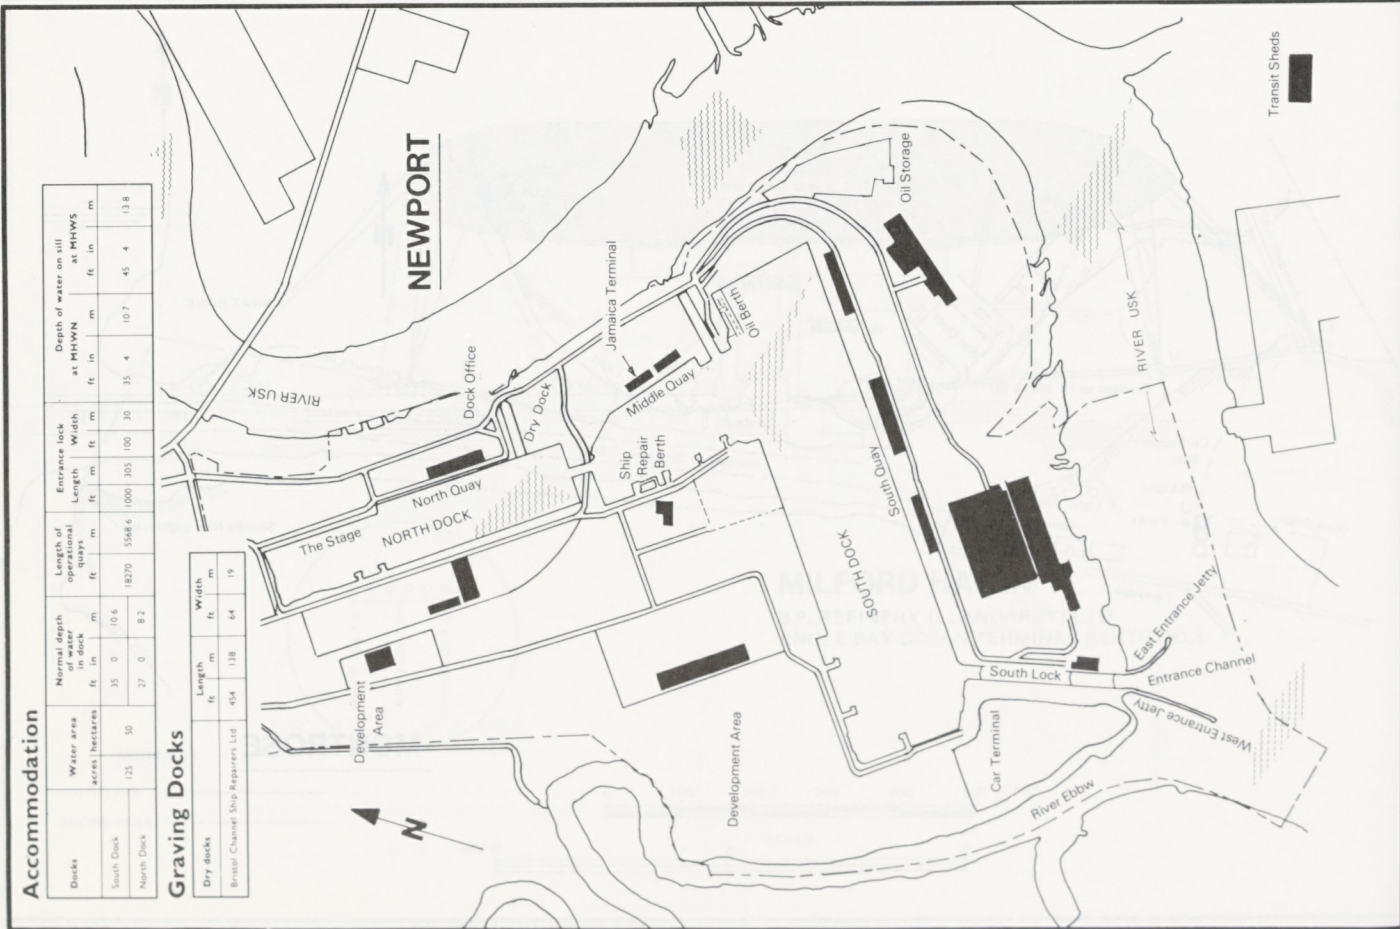 Accommodation
Docks
Water area
acres
hectares
Normal depth
of water
in dock
ft in m
Length of
operational
quays
ft m
Entrance lock
Length
ft m
Width
ft m
Depth of water on sill
at MHWN
ft in m
at MHWS
ft in m
South Dock
35 0 10·6
North Dock
27 0 8·2
125 50
18270 5568·6 1000 305 100 30 35 4 10·7 45 4 13·8
Graving Docks
Dry docks
Length
ft m
Width
ft m
Bristol Channel Ship Repairers Ltd 454 138 64 19
NEWPORT
RIVER USK
Dock Office
Dry Dock
Jamaica Terminal
Middle Quay
Oil Berth
Oil Storage
Transit Sheds
The Stage
North Quay
NORTH DOCK
Ship
Repair
Berth
South Quay
SOUTH DOCK
RIVER USK
Development
Area
Development Area
N
Car Terminal
South Lock
East Entrance Jetty
Entrance Channel
West Entrance Jetty
River Ebbw